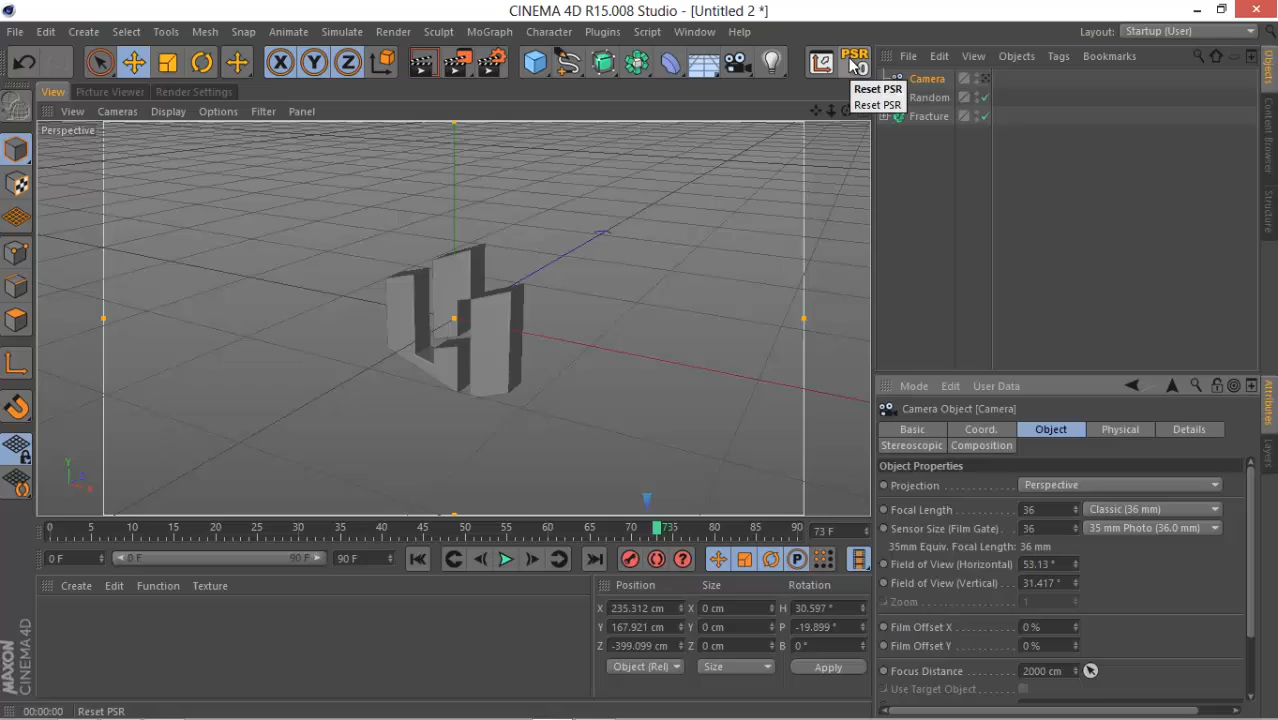 CINEMA 4D R15.008 Studio - [Untitled 2 *]
File Edit Create Select Tools Mesh Snap Animate Simulate Render Sculpt MoGraph Character Plugins Script Window Help
Layout: Startup (User)
PSR
0
File Edit View Objects Tags Bookmarks
View Picture Viewer Render Settings
View Cameras Display Options Filter Panel
Perspective
Reset PSR
Reset PSR
Camera
Random
Fracture
Objects
Content Browser
Structure
Y
Z
X
Mode Edit User Data
Camera Object [Camera]
Basic Coord. Object Physical Details
Stereoscopic Composition
Object Properties
Projection Perspective
Focal Length 36 Classic (36 mm)
Sensor Size (Film Gate) 36 35 mm Photo (36.0 mm)
35mm Equiv. Focal Length: 36 mm
Field of View (Horizontal) 53.13 °
Field of View (Vertical) 31.417 °
Zoom 1
Film Offset X 0 %
Film Offset Y 0 %
Focus Distance 2000 cm
Use Target Object
Attributes
Layers
0 5 10 15 20 25 30 35 40 45 50 55 60 65 70 735 80 85 90
73 F
0 F 0 F 90 F 90 F
Create Edit Function Texture
Position Size Rotation
X 235.312 cm X 0 cm H 30.597 °
Y 167.921 cm Y 0 cm P -19.899 °
Z -399.099 cm Z 0 cm B 0 °
Object (Rel) Size Apply
MAXON
CINEMA 4D
00:00:00 Reset PSR